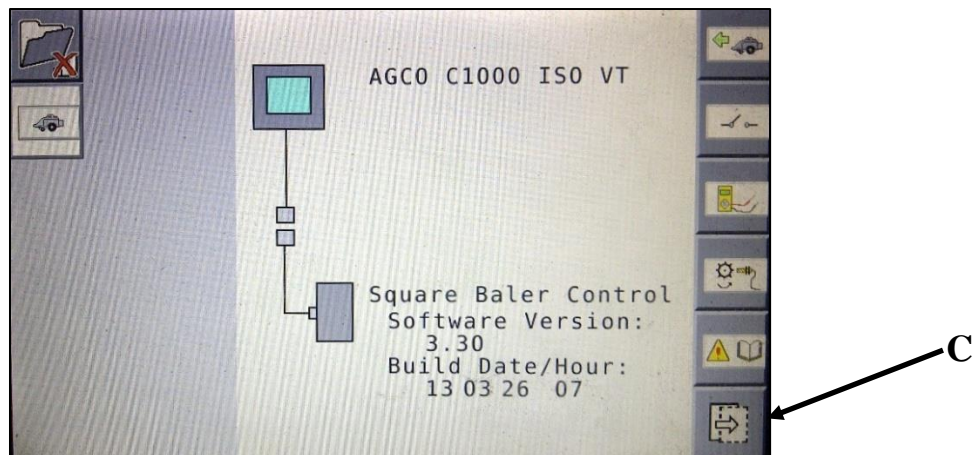 AGCO C1000 ISO VT
Square Baler Control
Software Version:
3.30
Build Date/Hour:
13 03 26 07
C